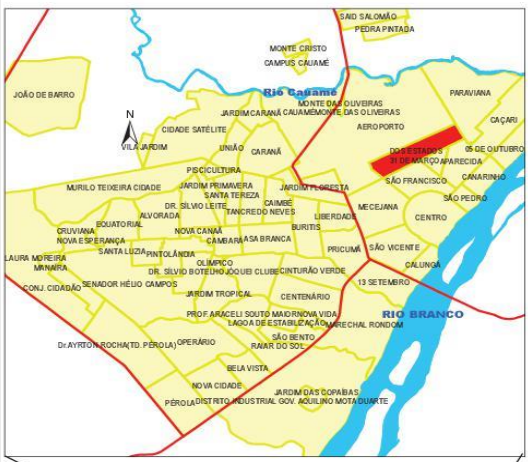 SAID SALOMÃO
PEDRA PINTADA
MONTE CRISTO
CAMPUS CAUAMÉ
JOÃO DE BARRO
Rio Cauamé
PARAVIANA
MONTE DAS OLIVEIRAS
JARDIM CARANÃ
CAUAMÉ
MONTE DAS OLIVEIRAS
CAÇARI
N
CIDADE SATÉLITE
AEROPORTO
VILA JARDIM
UNIÃO
CARANÃ
DOS ESTADOS
05 DE OUTUBRO
31 DE MARÇO
APARECIDA
PISCICULTURA
CANARINHO
MURILO TEIXEIRA CIDADE
JARDIM PRIMAVERA
JARDIM FLORESTA
SÃO FRANCISCO
SANTA TEREZA
SÃO PEDRO
DR. SÍLVIO LEITE
CAIMBÉ
MECEJANA
ALVORADA
TANCREDO NEVES
LIBERDADE
CENTRO
EQUATORIAL
CRUVIANA
NOVA CANAÃ
BURITIS
NOVA ESPERANÇA
CAMBARÁ
ASA BRANCA
PRICUMÃ
SÃO VICENTE
SANTA LUZIA
PINTOLÂNDIA
LAURA MOREIRA
OLÍMPICO
CALUNGÁ
MANAÍRA
DR. SÍLVIO BOTELHO
JÓQUEI CLUBE
CINTURÃO VERDE
SENADOR HÉLIO CAMPOS
13 SETEMBRO
CONJ. CIDADÃO
JARDIM TROPICAL
CENTENÁRIO
PROF. ARACELI SOUTO MAIOR
NOVA VIDA
RIO BRANCO
LAGOA DE ESTABILIZAÇÃO
MARECHAL RONDOM
SÃO BENTO
Dr. AYRTON ROCHA(TD. PÉROLA)
OPERÁRIO
RAIAR DO SOL
BELA VISTA
NOVA CIDADE
JARDIM DAS COPAÍBAS
PÉROLA
DISTRITO INDUSTRIAL GOV. AQUILINO MOTA DUARTE